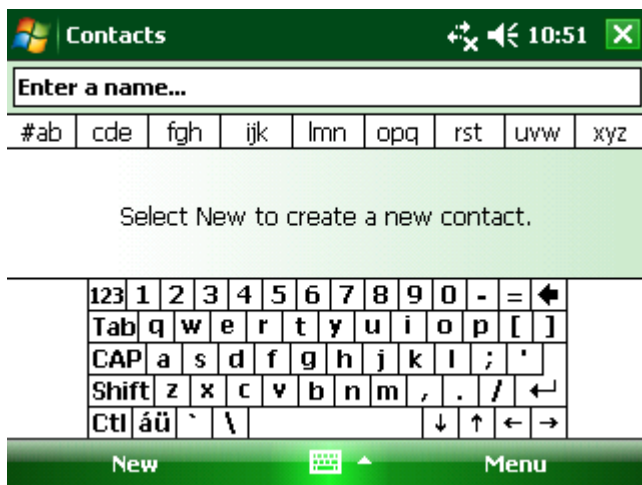 Contacts 10:51
Enter a name...
#ab cde fgh ijk lmn opq rst uvw xyz
Select New to create a new contact.
123 1 2 3 4 5 6 7 8 9 0 - = 🡸
Tab q w e r t y u i o p [ ]
CAP a s d f g h j k l ; '
Shift z x c v b n m , . / ↵
Ctl áü ` \ ↓ ↑ ← →
New Menu